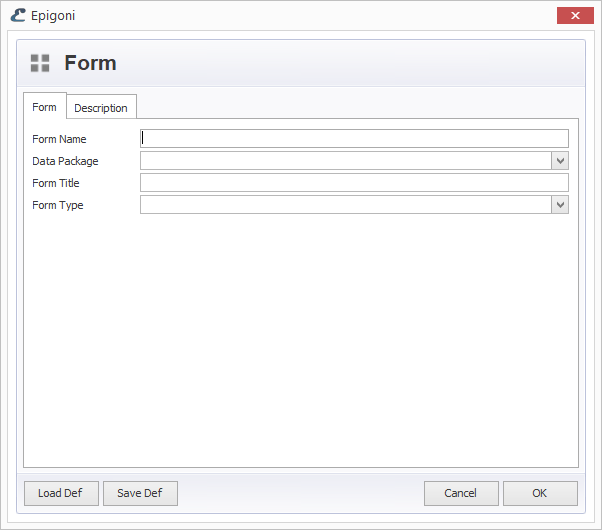 Epigoni
Form
Form Description
Form Name
Data Package
Form Title
Form Type
Load Def Save Def Cancel OK